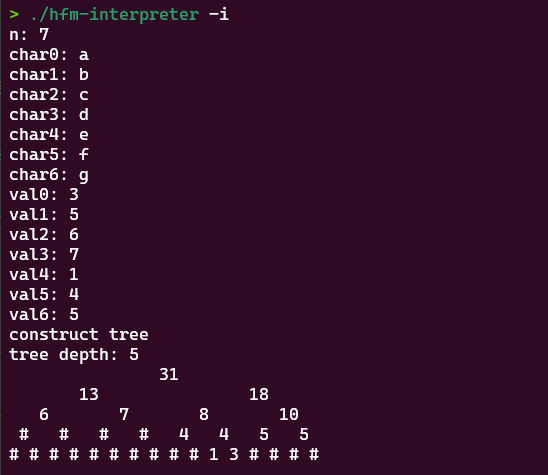 > ./hfm-interpreter -i
n: 7
char0: a
char1: b
char2: c
char3: d
char4: e
char5: f
char6: g
val0: 3
val1: 5
val2: 6
val3: 7
val4: 1
val5: 4
val6: 5
construct tree
tree depth: 5
               31
       13               18
   6       7       8       10
 #   #   #   #   4   4   5   5
# # # # # # # # # # 1 3 # # # #